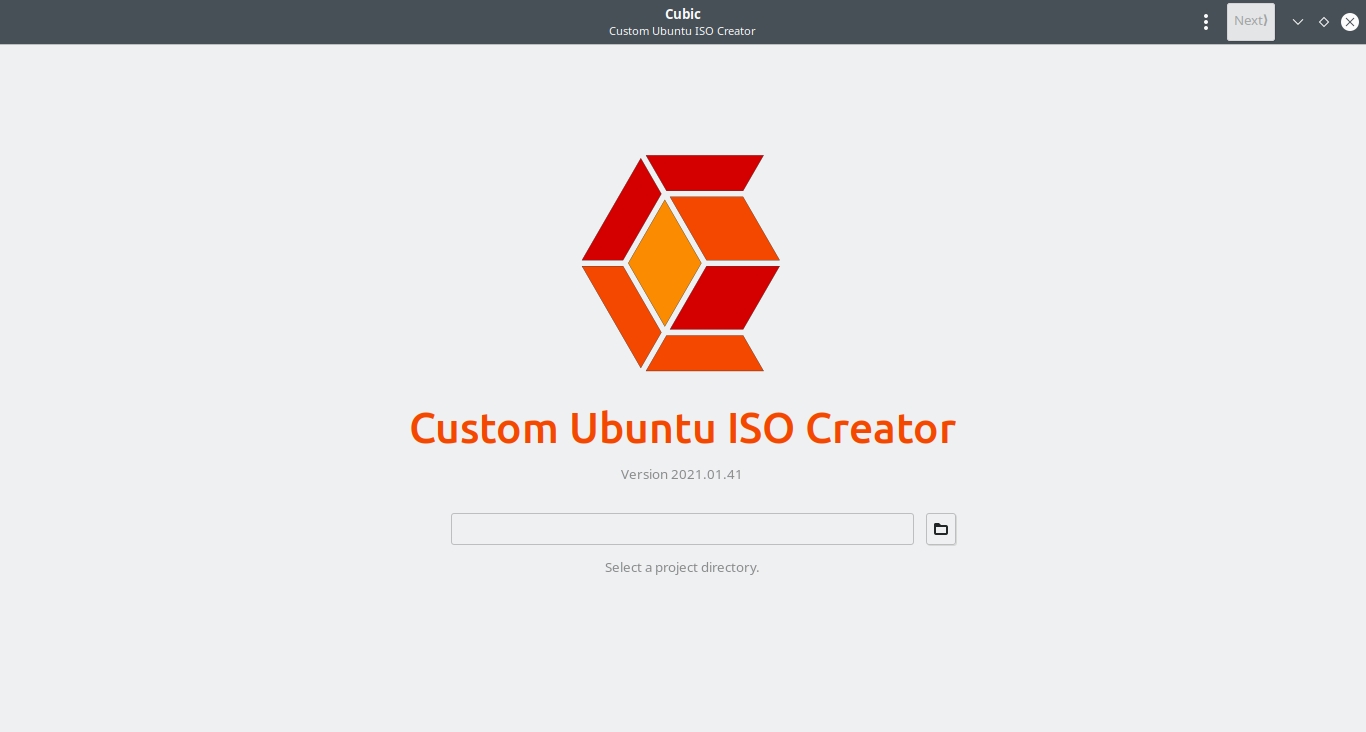 Cubic
Custom Ubuntu ISO Creator
Next⟩
Custom Ubuntu ISO Creator
Version 2021.01.41
Select a project directory.